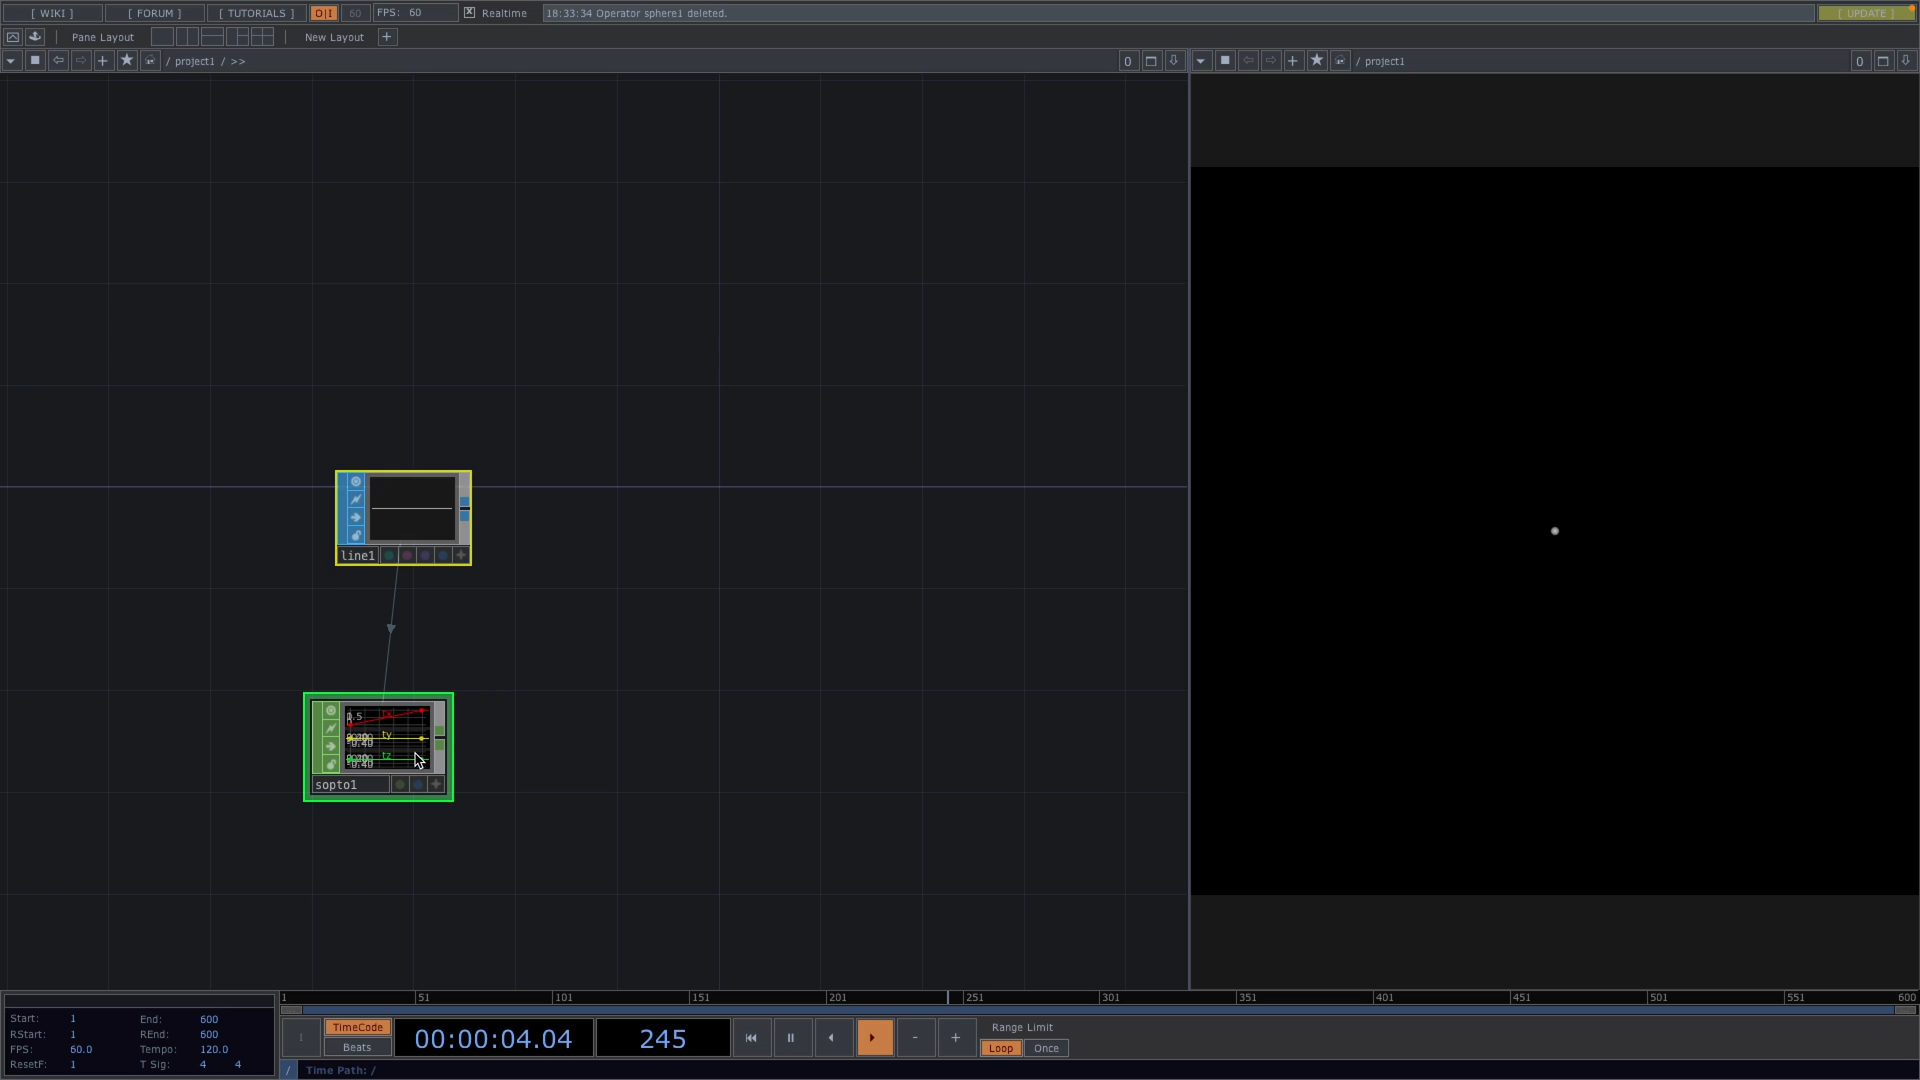 [ WIKI ] [ FORUM ] [ TUTORIALS ] O|I 60 FPS: 60 Realtime 18:33:34 Operator sphere1 deleted. [ UPDATE ]
Pane Layout New Layout +
/ project1 / >> 0 / project1 0
line1
tx
ty
tz
sopto1
1 51 101 151 201 251 301 351 401 451 501 551 600
Start: 1 End: 600
RStart: 1 REnd: 600
FPS: 60.0 Tempo: 120.0
ResetF: 1 T Sig: 4 4
1 TimeCode 00:00:04.04 245 - + Range Limit
Beats Loop Once
/ Time Path: /